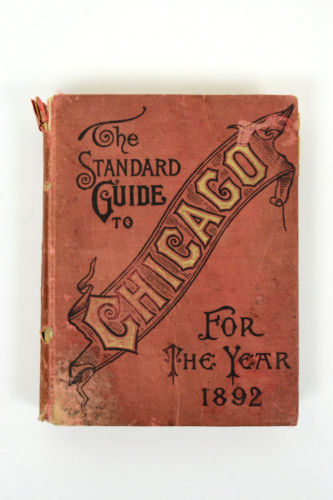 The
STANDARD
GUIDE
TO
CHICAGO
FOR
THE YEAR
1892